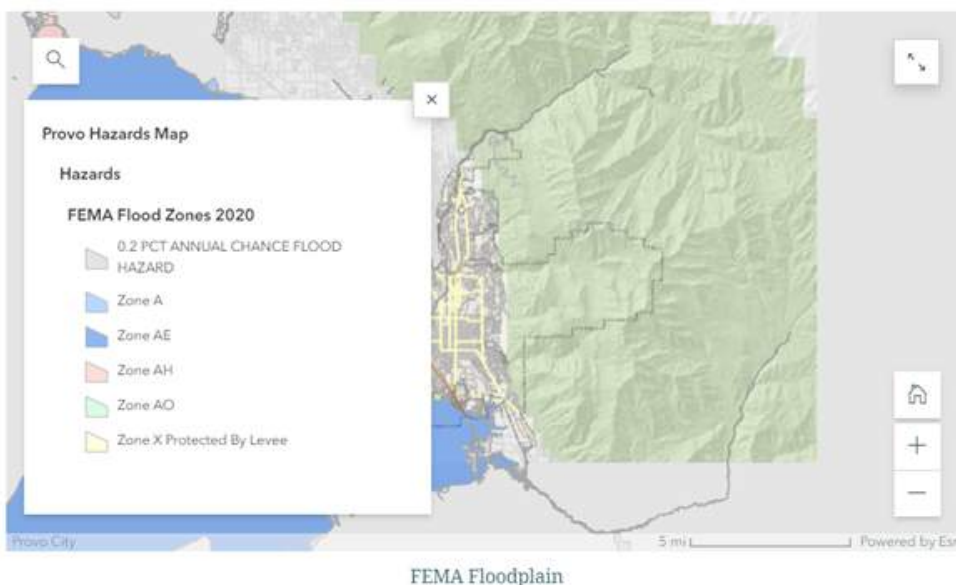 Provo Hazards Map
Hazards
FEMA Flood Zones 2020
0.2 PCT ANNUAL CHANCE FLOOD
HAZARD
Zone A
Zone AE
Zone AH
Zone AO
Zone X Protected By Levee
Provo City
5 mi
Powered by Esr
FEMA Floodplain